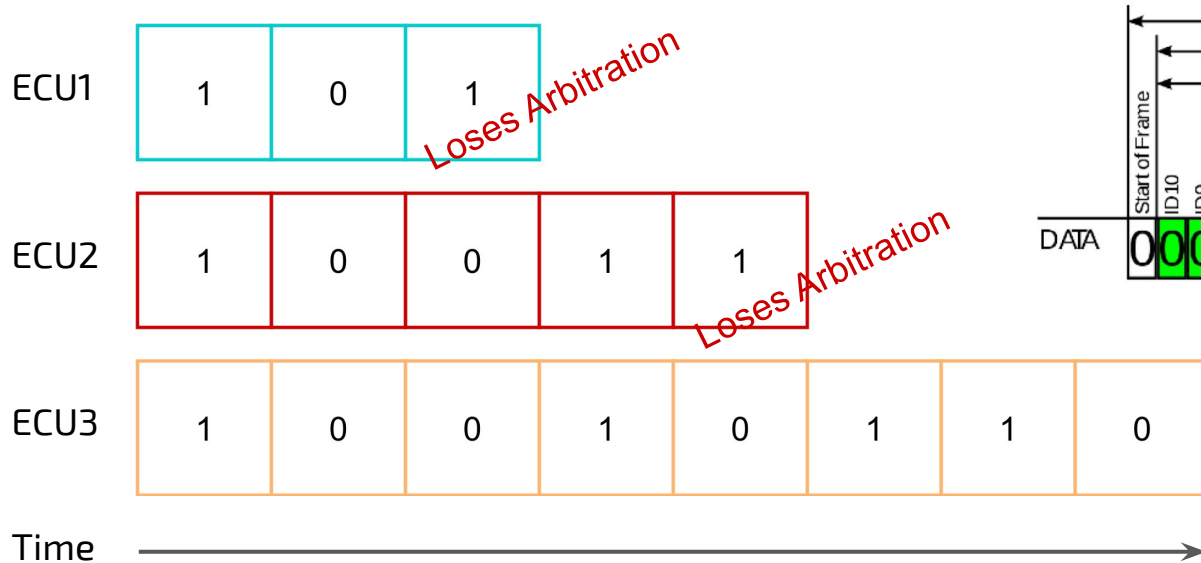 ECU1 1 0 1 Loses Arbitration
ECU2 1 0 0 1 1 Loses Arbitration
ECU3 1 0 0 1 0 1 1 0
Time
Start of Frame
ID10
DATA 0 0